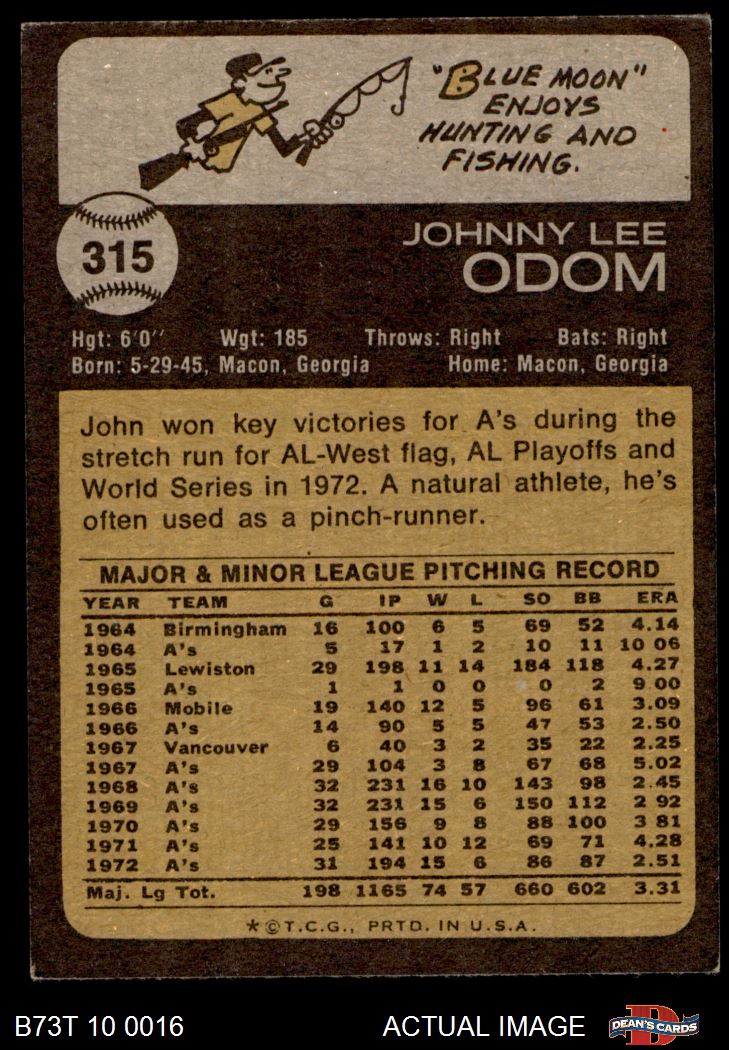 "BLUE MOON"
ENJOYS
HUNTING AND
FISHING.
315
JOHNNY LEE
ODOM
Hgt: 6'0'' Wgt: 185 Throws: Right Bats: Right
Born: 5-29-45, Macon, Georgia Home: Macon, Georgia
John won key victories for A's during the
stretch run for AL-West flag, AL Playoffs and
World Series in 1972. A natural athlete, he's
often used as a pinch-runner.
MAJOR & MINOR LEAGUE PITCHING RECORD
YEAR TEAM G IP W L SO BB ERA
1964 Birmingham 16 100 6 5 69 52 4.14
1964 A's 5 17 1 2 10 11 10 06
1965 Lewiston 29 198 11 14 184 118 4.27
1965 A's 1 1 0 0 0 2 9 00
1966 Mobile 19 140 12 5 96 61 3.09
1966 A's 14 90 5 5 47 53 2.50
1967 Vancouver 6 40 3 2 35 22 2.25
1967 A's 29 104 3 8 67 68 5.02
1968 A's 32 231 16 10 143 98 2.45
1969 A's 32 231 15 6 150 112 2 92
1970 A's 29 156 9 8 88 100 3 81
1971 A's 25 141 10 12 69 71 4.28
1972 A's 31 194 15 6 86 87 2.51
Maj. Lg Tot. 198 1165 74 57 660 602 3.31
*©T.C.G., PRTD. IN U.S.A.
B73T 10 0016 ACTUAL IMAGE DEAN'S CARDS